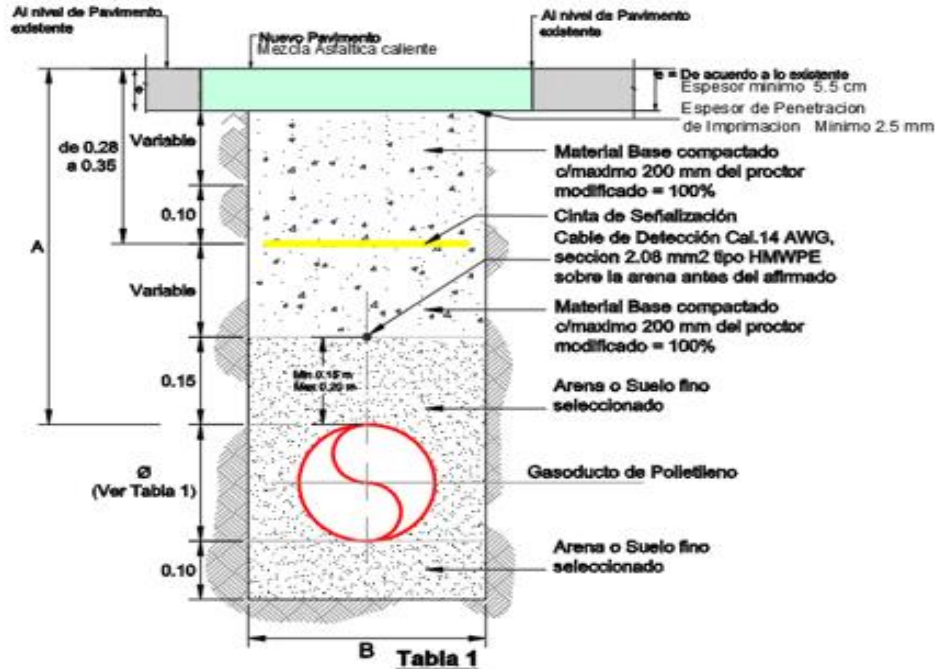 Al nivel de Pavimento
existente
Nuevo Pavimento
Mezcla Asfaltica caliente
Al nivel de Pavimento
existente
e
e = De acuerdo a lo existente
Espesor minimo 5.5 cm
Espesor de Penetracion
de Imprimacion Minimo 2.5 mm
de 0.28
a 0.35
Variable
Material Base compactado
c/maximo 200 mm del proctor
modificado = 100%
0.10
Cinta de Señalización
A
Cable de Detección Cal.14 AWG,
seccion 2.08 mm2 tipo HMWPE
sobre la arena antes del afirmado
Variable
Material Base compactado
c/maximo 200 mm del proctor
modificado = 100%
0.15
Min 0.15 m
Max 0.20 m
Arena o Suelo fino
seleccionado
Ø
(Ver Tabla 1)
Gasoducto de Polietileno
0.10
Arena o Suelo fino
seleccionado
B
Tabla 1